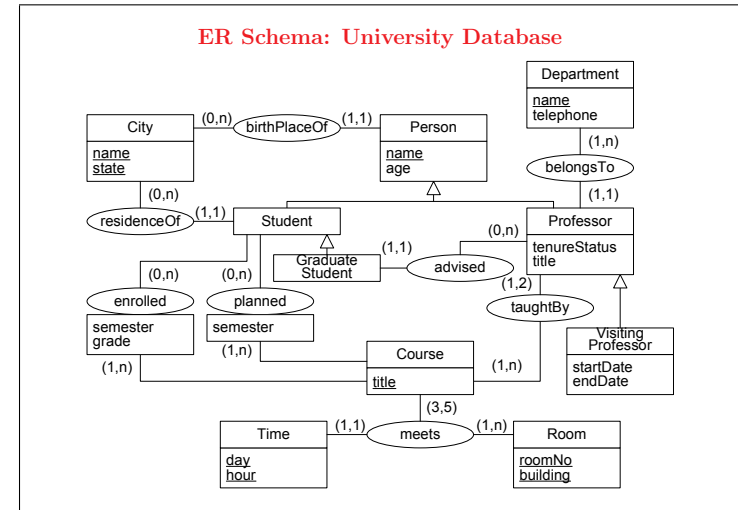 ER Schema: University Database
Department
name
telephone
City
name
state
(0,n)
birthPlaceOf
(1,1)
Person
name
age
(1,n)
belongsTo
(1,1)
(0,n)
residenceOf
(1,1)
Student
Professor
tenureStatus
title
Graduate
Student
(1,1)
advised
(0,n)
(0,n)
enrolled
semester
grade
(1,n)
(0,n)
planned
semester
(1,n)
(1,2)
taughtBy
(1,n)
Visiting
Professor
startDate
endDate
Course
title
(3,5)
Time
day
hour
(1,1)
meets
(1,n)
Room
roomNo
building